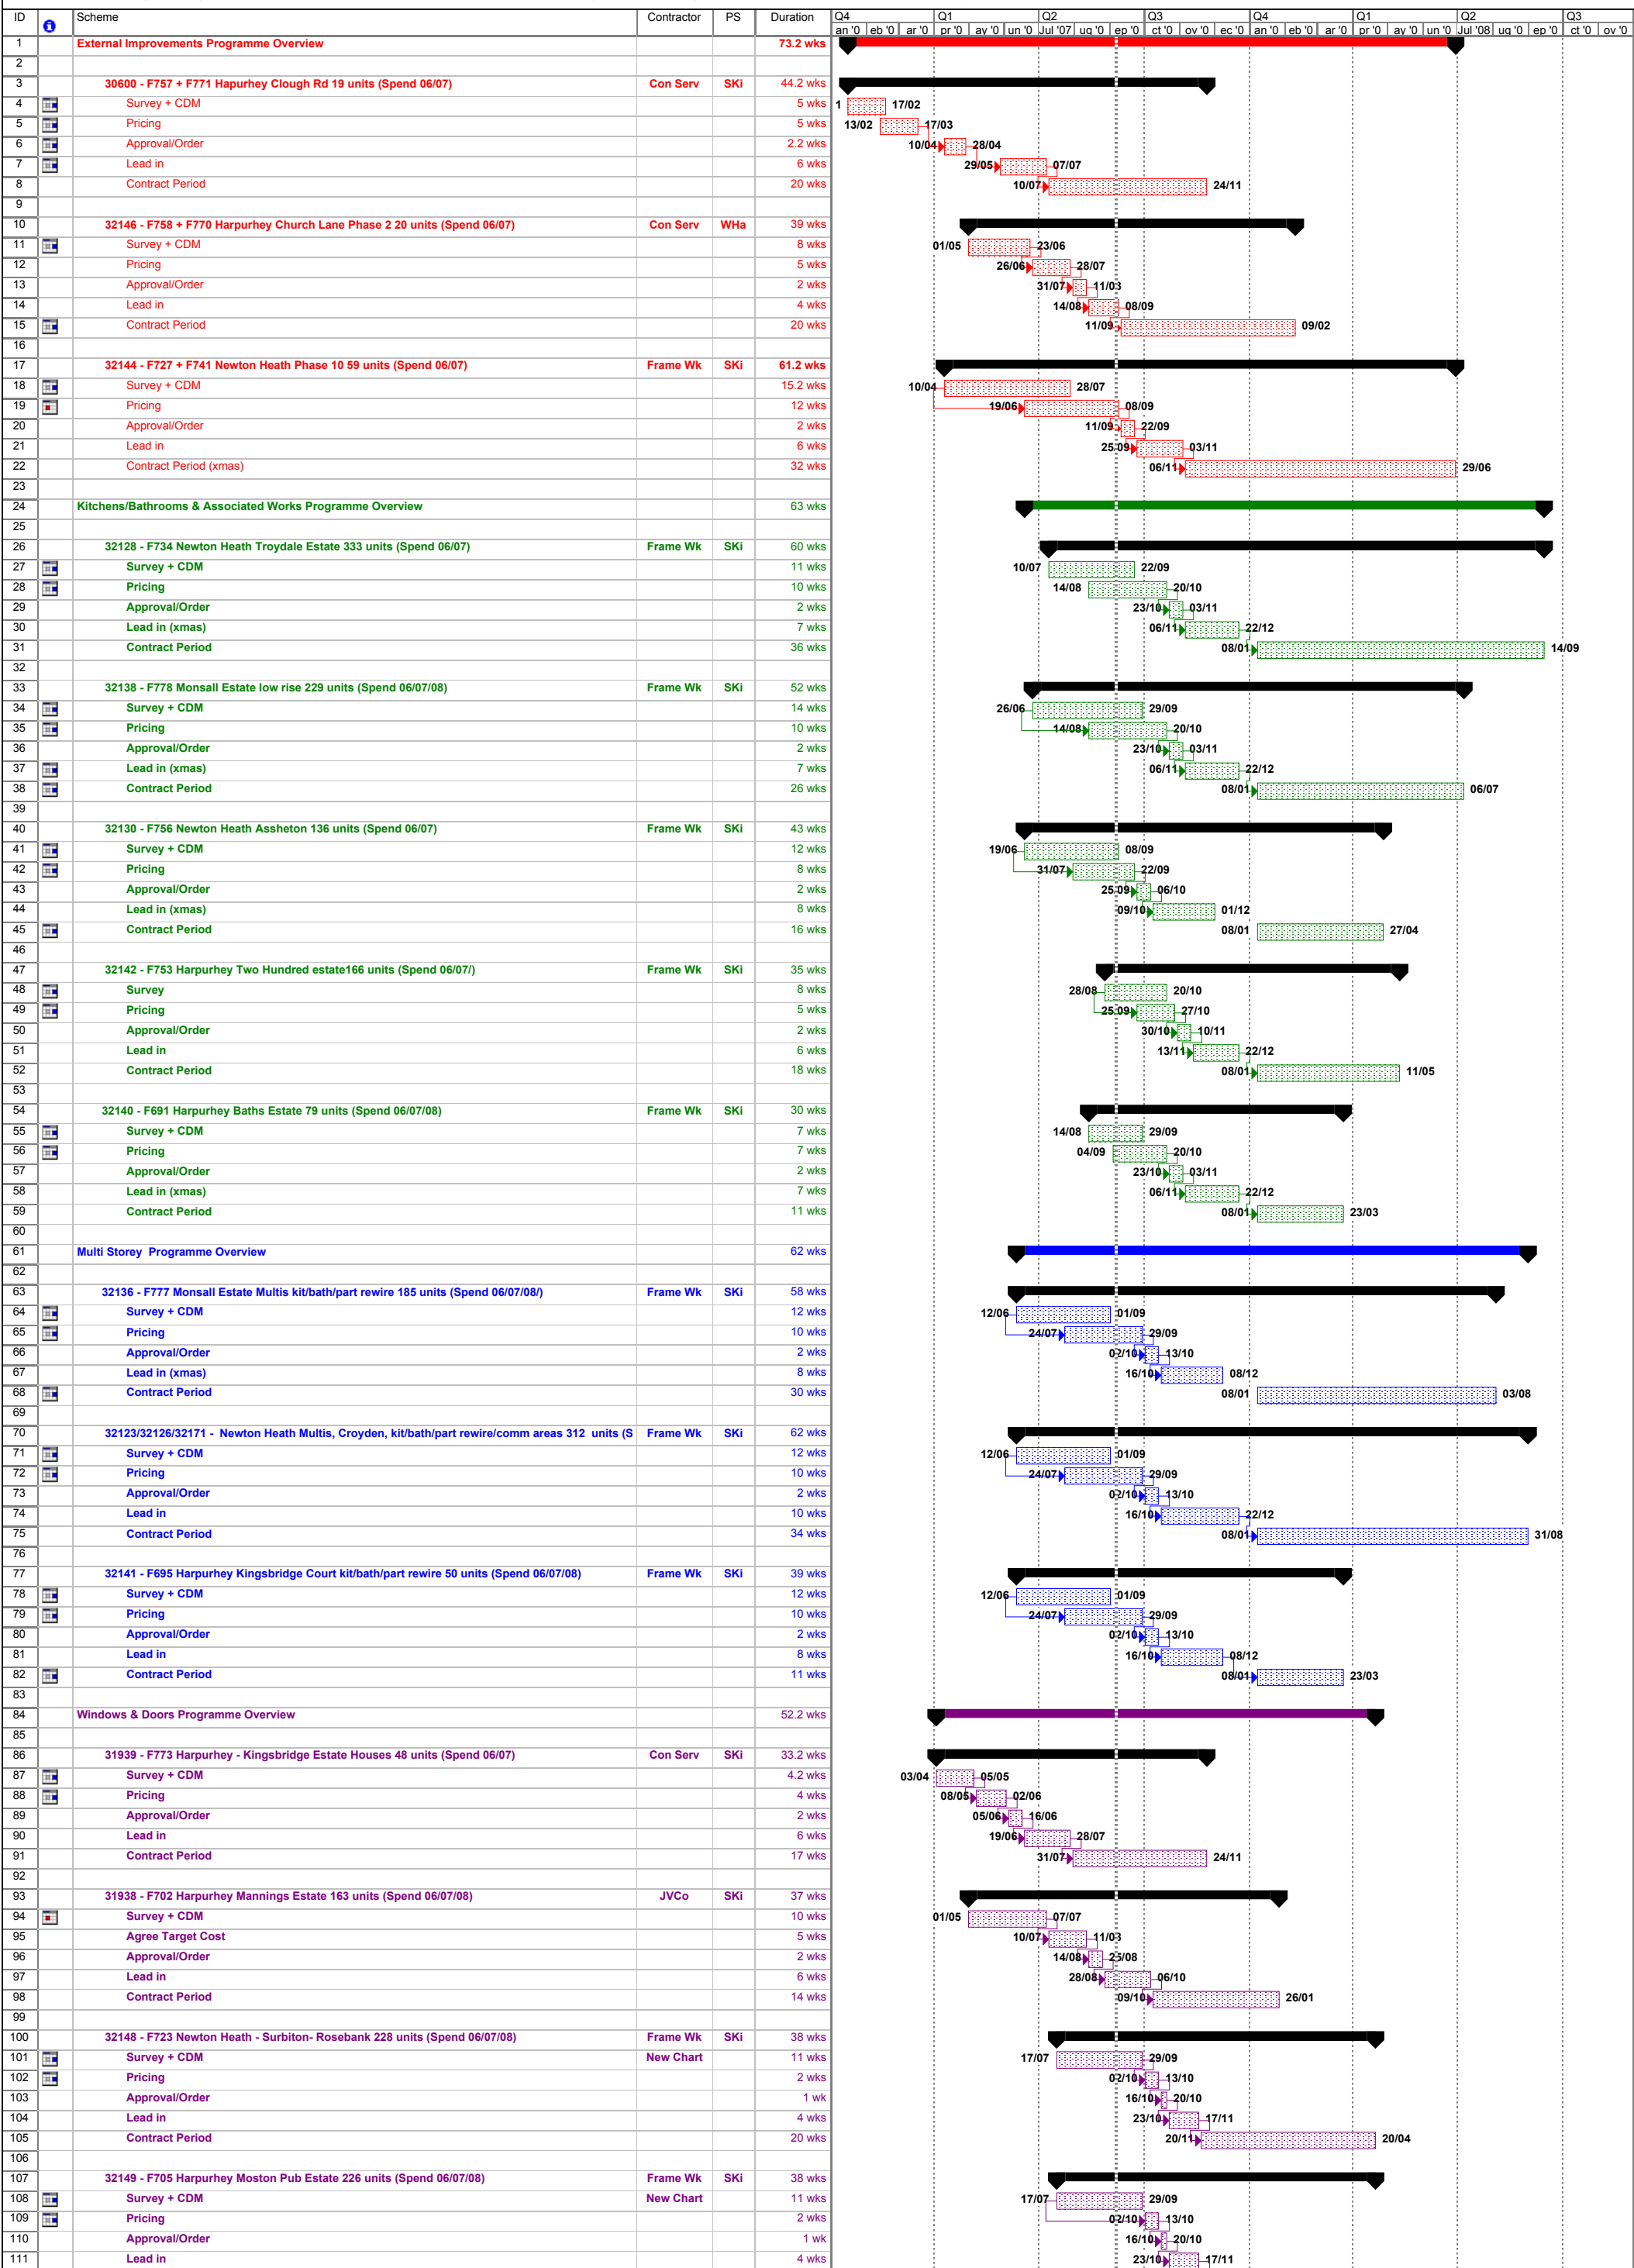 ID Scheme Contractor PS Duration Q4 Q1 Q2 Q3 Q4 Q1 Q2 Q3
an '0 eb '0 ar '0 pr '0 ay '0 un '0 Jul '07 ug '0 ep '0 ct '0 ov '0 ec '0 an '0 eb '0 ar '0 pr '0 ay '0 un '0 Jul '08 ug '0 ep '0 ct '0 ov '0
1 External Improvements Programme Overview 73.2 wks
2
3 30600 - F757 + F771 Hapurhey Clough Rd 19 units (Spend 06/07) Con Serv SKi 44.2 wks
4 Survey + CDM 5 wks 1 17/02
5 Pricing 5 wks 13/02 17/03
6 Approval/Order 2.2 wks 10/04 28/04
7 Lead in 6 wks 29/05 07/07
8 Contract Period 20 wks 10/07 24/11
9
10 32146 - F758 + F770 Harpurhey Church Lane Phase 2 20 units (Spend 06/07) Con Serv WHa 39 wks
11 Survey + CDM 8 wks 01/05 23/06
12 Pricing 5 wks 26/06 28/07
13 Approval/Order 2 wks 31/07 11/08
14 Lead in 4 wks 14/08 08/09
15 Contract Period 20 wks 11/09 09/02
16
17 32144 - F727 + F741 Newton Heath Phase 10 59 units (Spend 06/07) Frame Wk SKi 61.2 wks
18 Survey + CDM 15.2 wks 10/04 28/07
19 Pricing 12 wks 19/06 08/09
20 Approval/Order 2 wks 11/09 22/09
21 Lead in 6 wks 25/09 03/11
22 Contract Period (xmas) 32 wks 06/11 29/06
23
24 Kitchens/Bathrooms & Associated Works Programme Overview 63 wks
25
26 32128 - F734 Newton Heath Troydale Estate 333 units (Spend 06/07) Frame Wk SKi 60 wks
27 Survey + CDM 11 wks 10/07 22/09
28 Pricing 10 wks 14/08 20/10
29 Approval/Order 2 wks 23/10 03/11
30 Lead in (xmas) 7 wks 06/11 22/12
31 Contract Period 36 wks 08/01 14/09
32
33 32138 - F778 Monsall Estate low rise 229 units (Spend 06/07/08) Frame Wk SKi 52 wks
34 Survey + CDM 14 wks 26/06 29/09
35 Pricing 10 wks 14/08 20/10
36 Approval/Order 2 wks 23/10 03/11
37 Lead in (xmas) 7 wks 06/11 22/12
38 Contract Period 26 wks 08/01 06/07
39
40 32130 - F756 Newton Heath Assheton 136 units (Spend 06/07) Frame Wk SKi 43 wks
41 Survey + CDM 12 wks 19/06 08/09
42 Pricing 8 wks 31/07 22/09
43 Approval/Order 2 wks 25/09 06/10
44 Lead in (xmas) 8 wks 09/10 01/12
45 Contract Period 16 wks 08/01 27/04
46
47 32142 - F753 Harpurhey Two Hundred estate166 units (Spend 06/07/) Frame Wk SKi 35 wks
48 Survey 8 wks 28/08 20/10
49 Pricing 5 wks 25/09 27/10
50 Approval/Order 2 wks 30/10 10/11
51 Lead in 6 wks 13/11 22/12
52 Contract Period 18 wks 08/01 11/05
53
54 32140 - F691 Harpurhey Baths Estate 79 units (Spend 06/07/08) Frame Wk SKi 30 wks
55 Survey + CDM 7 wks 14/08 29/09
56 Pricing 7 wks 04/09 20/10
57 Approval/Order 2 wks 23/10 03/11
58 Lead in (xmas) 7 wks 06/11 22/12
59 Contract Period 11 wks 08/01 23/03
60
61 Multi Storey Programme Overview 62 wks
62
63 32136 - F777 Monsall Estate Multis kit/bath/part rewire 185 units (Spend 06/07/08/) Frame Wk SKi 58 wks
64 Survey + CDM 12 wks 12/06 01/09
65 Pricing 10 wks 24/07 29/09
66 Approval/Order 2 wks 02/10 13/10
67 Lead in (xmas) 8 wks 16/10 08/12
68 Contract Period 30 wks 08/01 03/08
69
70 32123/32126/32171 - Newton Heath Multis, Croyden, kit/bath/part rewire/comm areas 312 units (S Frame Wk SKi 62 wks
71 Survey + CDM 12 wks 12/06 01/09
72 Pricing 10 wks 24/07 29/09
73 Approval/Order 2 wks 02/10 13/10
74 Lead in 10 wks 16/10 22/12
75 Contract Period 34 wks 08/01 31/08
76
77 32141 - F695 Harpurhey Kingsbridge Court kit/bath/part rewire 50 units (Spend 06/07/08) Frame Wk SKi 39 wks
78 Survey + CDM 12 wks 12/06 01/09
79 Pricing 10 wks 24/07 29/09
80 Approval/Order 2 wks 02/10 13/10
81 Lead in 8 wks 16/10 08/12
82 Contract Period 11 wks 08/01 23/03
83
84 Windows & Doors Programme Overview 52.2 wks
85
86 31939 - F773 Harpurhey - Kingsbridge Estate Houses 48 units (Spend 06/07) Con Serv SKi 33.2 wks
87 Survey + CDM 4.2 wks 03/04 05/05
88 Pricing 4 wks 08/05 02/06
89 Approval/Order 2 wks 05/06 16/06
90 Lead in 6 wks 19/06 28/07
91 Contract Period 17 wks 31/07 24/11
92
93 31938 - F702 Harpurhey Mannings Estate 163 units (Spend 06/07/08) JVCo SKi 37 wks
94 Survey + CDM 10 wks 01/05 07/07
95 Agree Target Cost 5 wks 10/07 11/08
96 Approval/Order 2 wks 14/08 25/08
97 Lead in 6 wks 28/08 06/10
98 Contract Period 14 wks 09/10 26/01
99
100 32148 - F723 Newton Heath - Surbiton- Rosebank 228 units (Spend 06/07/08) Frame Wk SKi 38 wks
101 Survey + CDM New Chart 11 wks 17/07 29/09
102 Pricing 2 wks 02/10 13/10
103 Approval/Order 1 wk 16/10 20/10
104 Lead in 4 wks 23/10 17/11
105 Contract Period 20 wks 20/11 20/04
106
107 32149 - F705 Harpurhey Moston Pub Estate 226 units (Spend 06/07/08) Frame Wk SKi 38 wks
108 Survey + CDM New Chart 11 wks 17/07 29/09
109 Pricing 2 wks 02/10 13/10
110 Approval/Order 1 wk 16/10 20/10
111 Lead in 4 wks 23/10 17/11